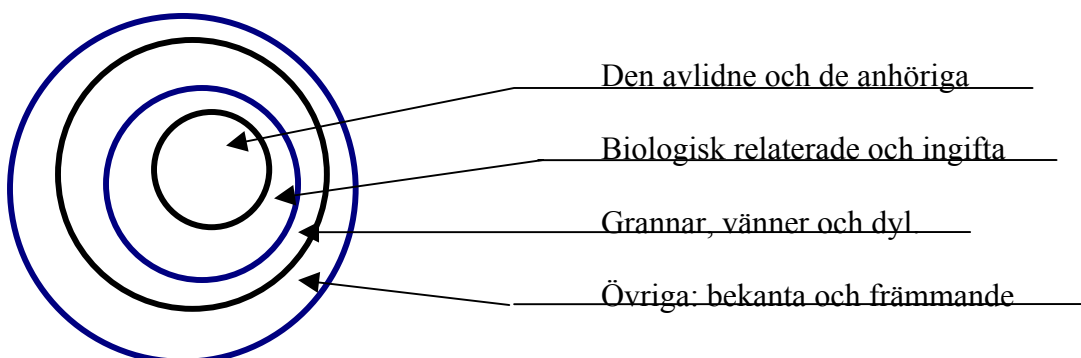 Den avlidne och de anhöriga
Biologisk relaterade och ingifta
Grannar, vänner och dyl.
Övriga: bekanta och främmande